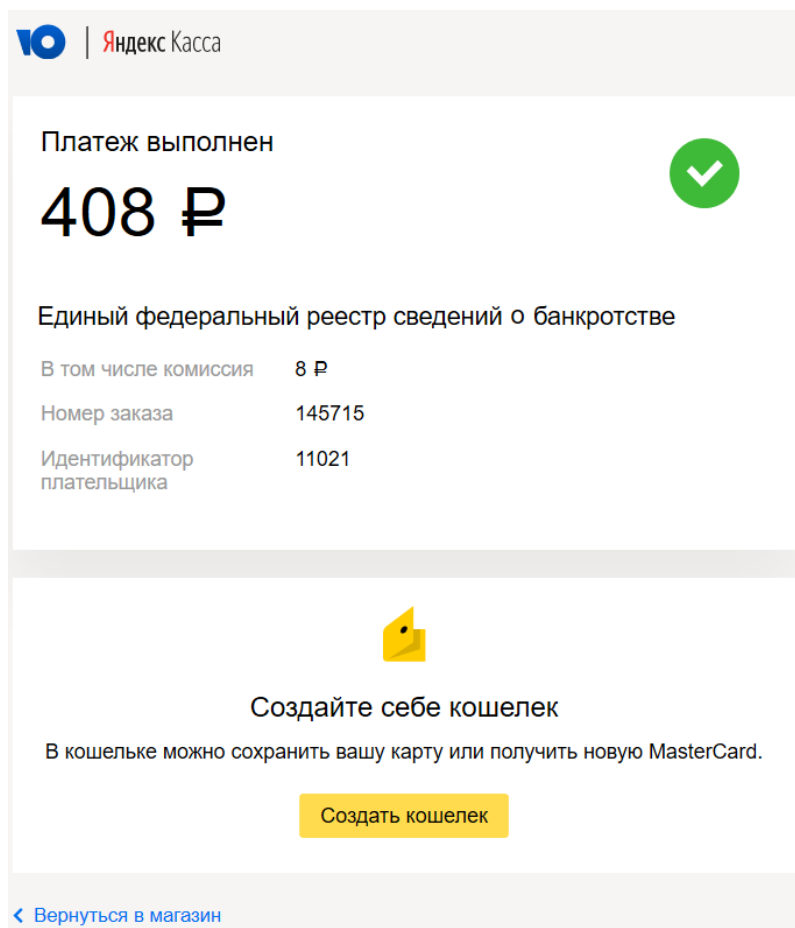 Ю | Яндекс Касса
Платеж выполнен
408 ₽
Единый федеральный реестр сведений о банкротстве
В том числе комиссия 8 ₽
Номер заказа 145715
Идентификатор 11021
плательщика
Создайте себе кошелек
В кошельке можно сохранить вашу карту или получить новую MasterCard.
Создать кошелек
Вернуться в магазин